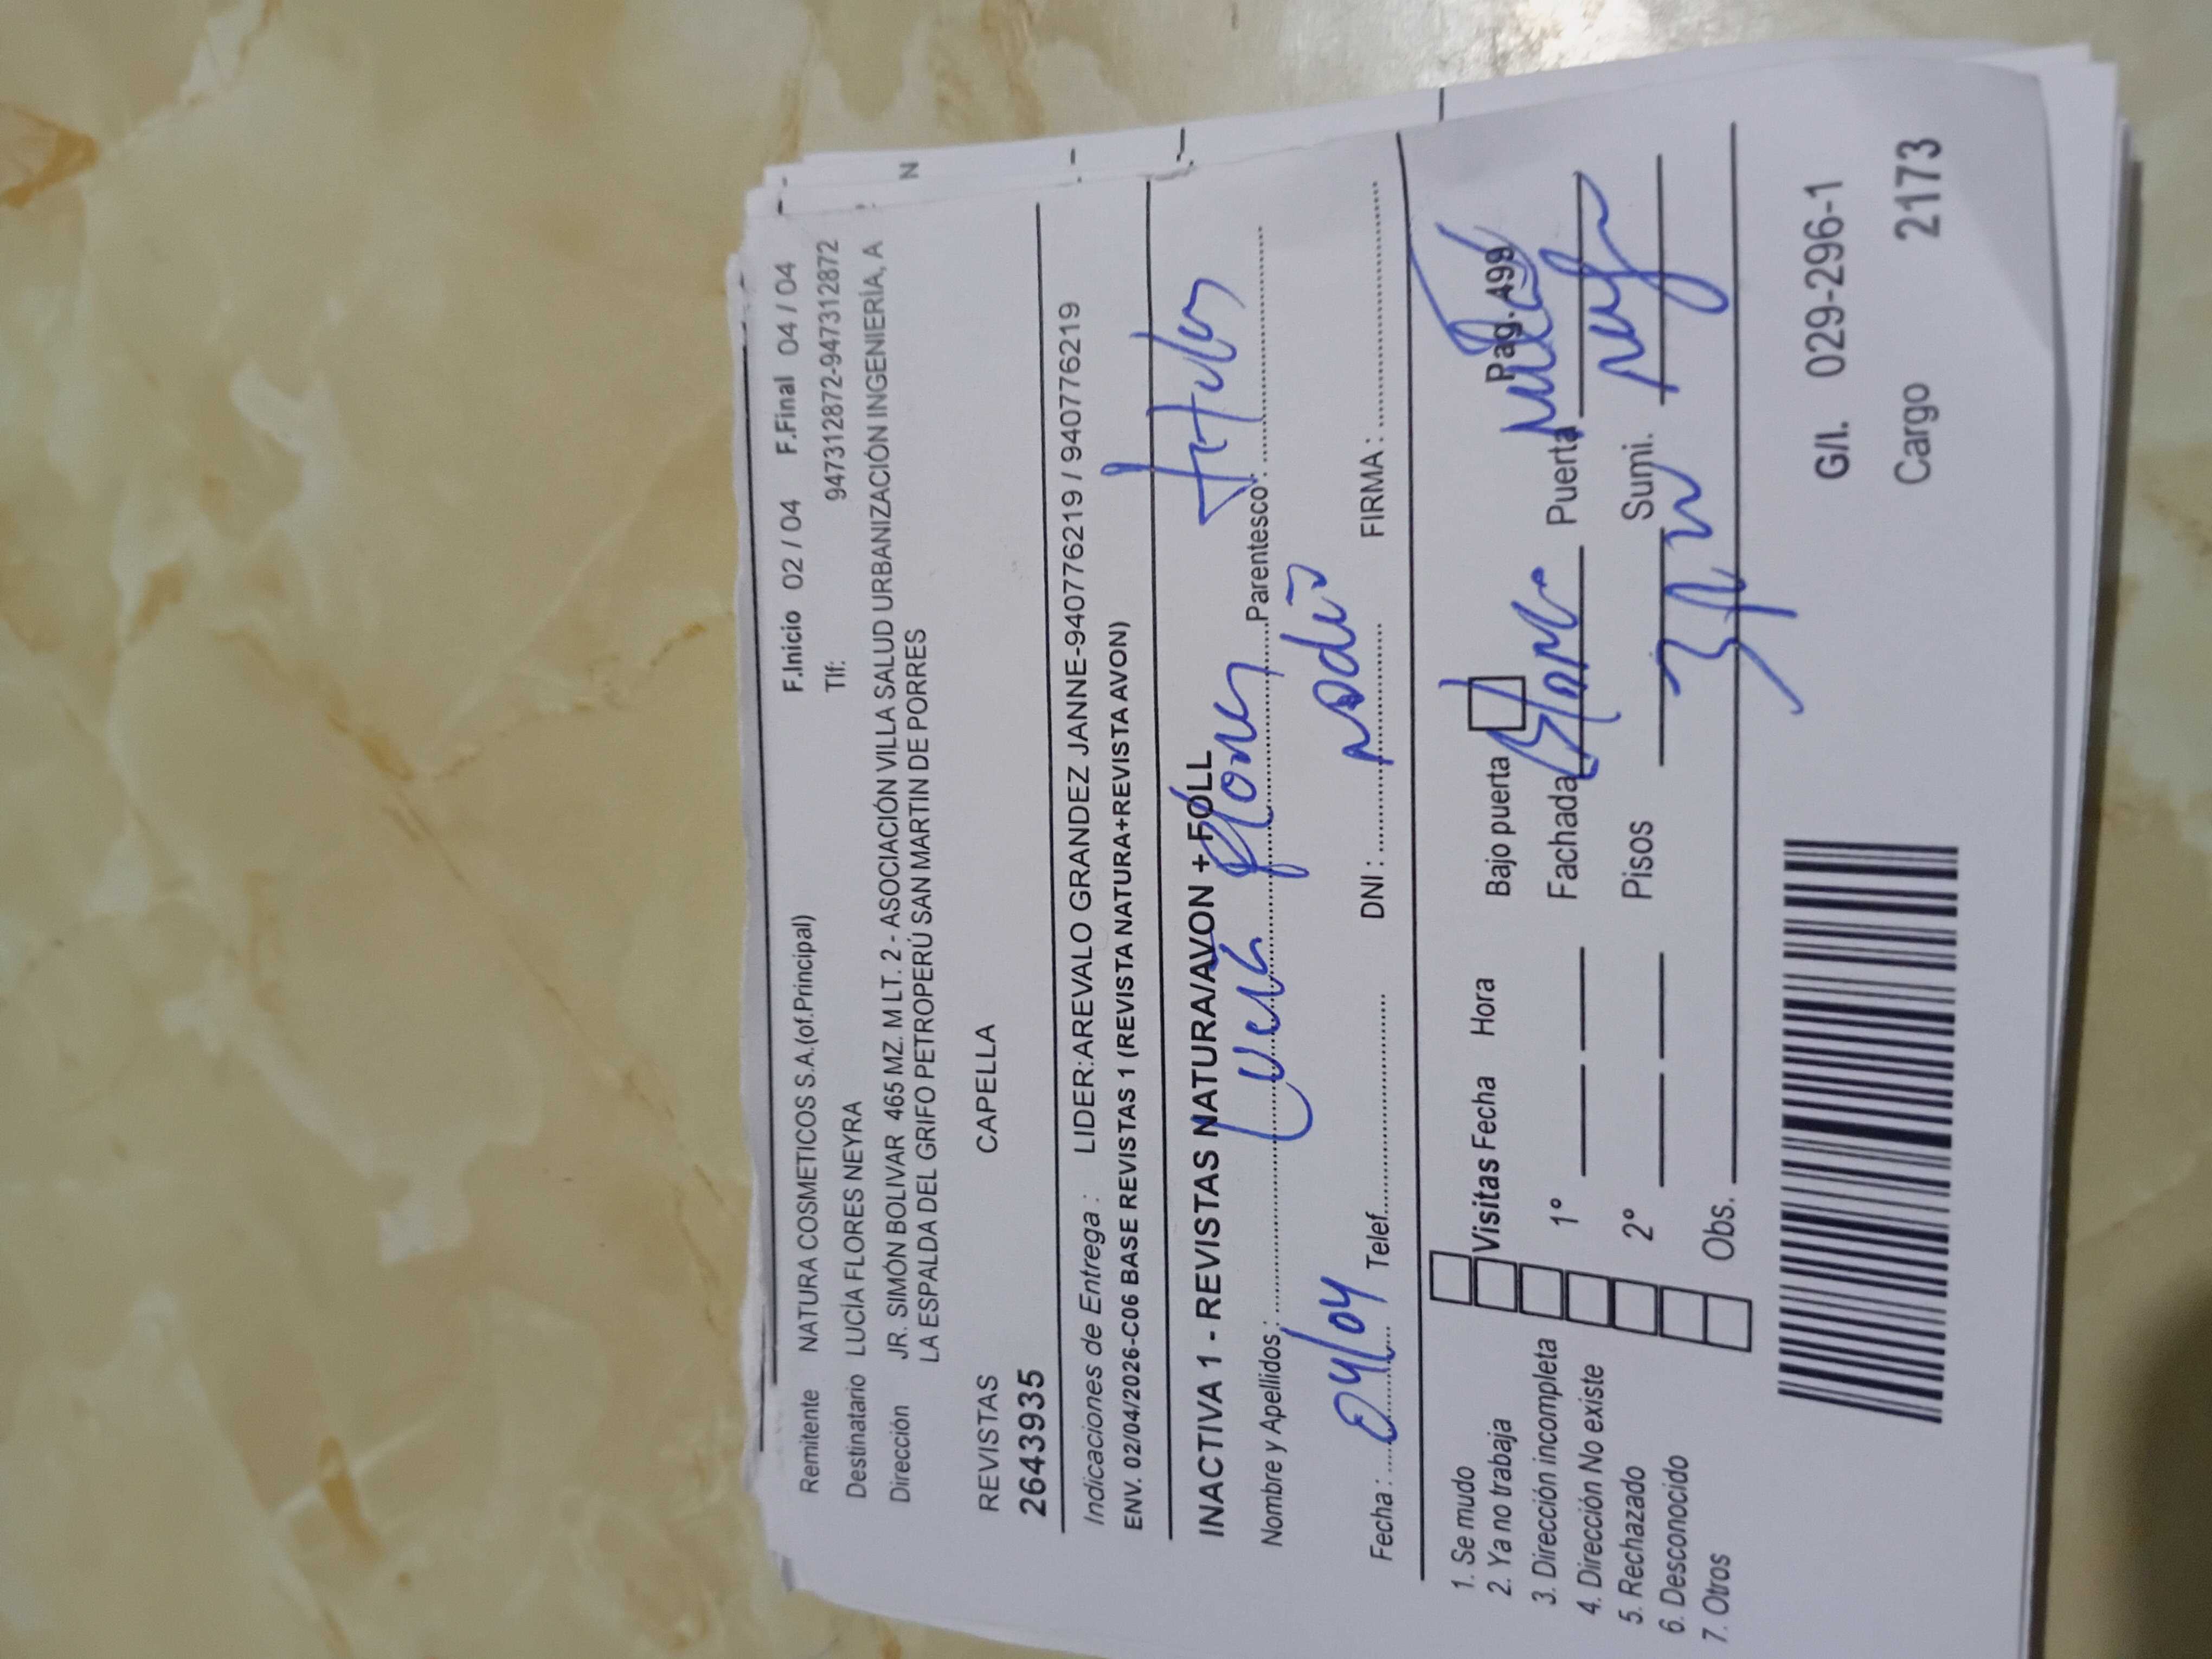 Remitente NATURA COSMETICOS S.A.(of.Principal) F.Inicio 02 / 04 F.Final 04 / 04
Destinatario LUCÍA FLORES NEYRA Tlf: 947312872-947312872
Dirección JR. SIMÓN BOLIVAR 465 MZ. M LT. 2 - ASOCIACIÓN VILLA SALUD URBANIZACIÓN INGENIERÍA, A
LA ESPALDA DEL GRIFO PETROPERÚ SAN MARTIN DE PORRES N
REVISTAS CAPELLA
2643935
Indicaciones de Entrega : LIDER:AREVALO GRANDEZ JANNE-940776219 / 940776219
ENV. 02/04/2026-C06 BASE REVISTAS 1 (REVISTA NATURA+REVISTA AVON)
INACTIVA 1 - REVISTAS NATURA/AVON + FOLL
Nombre y Apellidos : Flores Parentesco : titular
Fecha : 04/04 Telef. DNI : no dio FIRMA :
Pag. 499
1. Se mudo
2. Ya no trabaja
3. Dirección incompleta
4. Dirección No existe
5. Rechazado
6. Desconocido
7. Otros
Visitas Fecha Hora Bajo puerta
1° Fachada Puerta
2° Pisos Sumi.
Obs.
G/I. 029-296-1
Cargo 2173